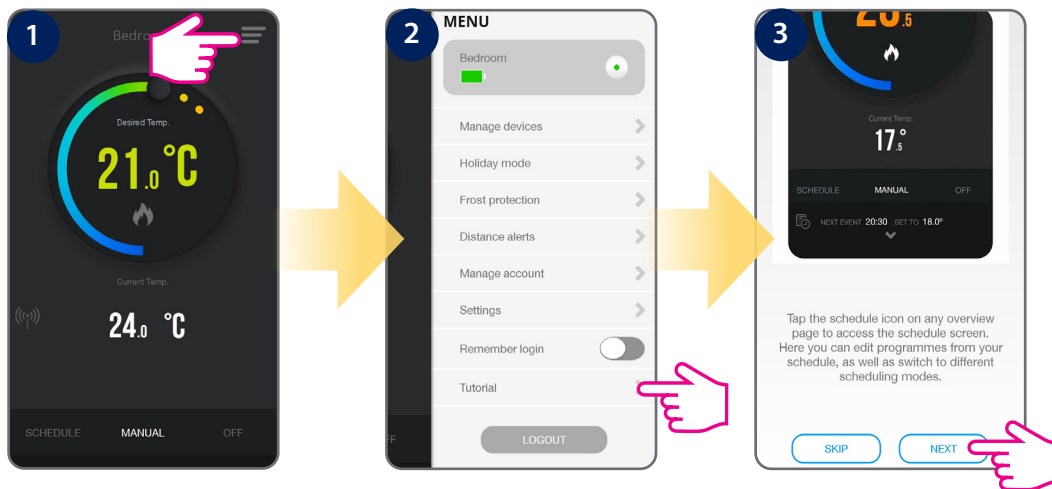 1
Desired Temp.
21.0 °C
Current Temp.
24.0 °C
SCHEDULE MANUAL OFF
2
MENU
Bedroom
Manage devices
Holiday mode
Frost protection
Distance alerts
Manage account
Settings
Remember login
Tutorial
LOGOUT
3
Current Temp.
17.5°
SCHEDULE MANUAL OFF
NEXT EVENT 20:30 SET TO 18.0°
Tap the schedule icon on any overview
page to access the schedule screen.
Here you can edit programmes from your
schedule, as well as switch to different
scheduling modes.
SKIP NEXT